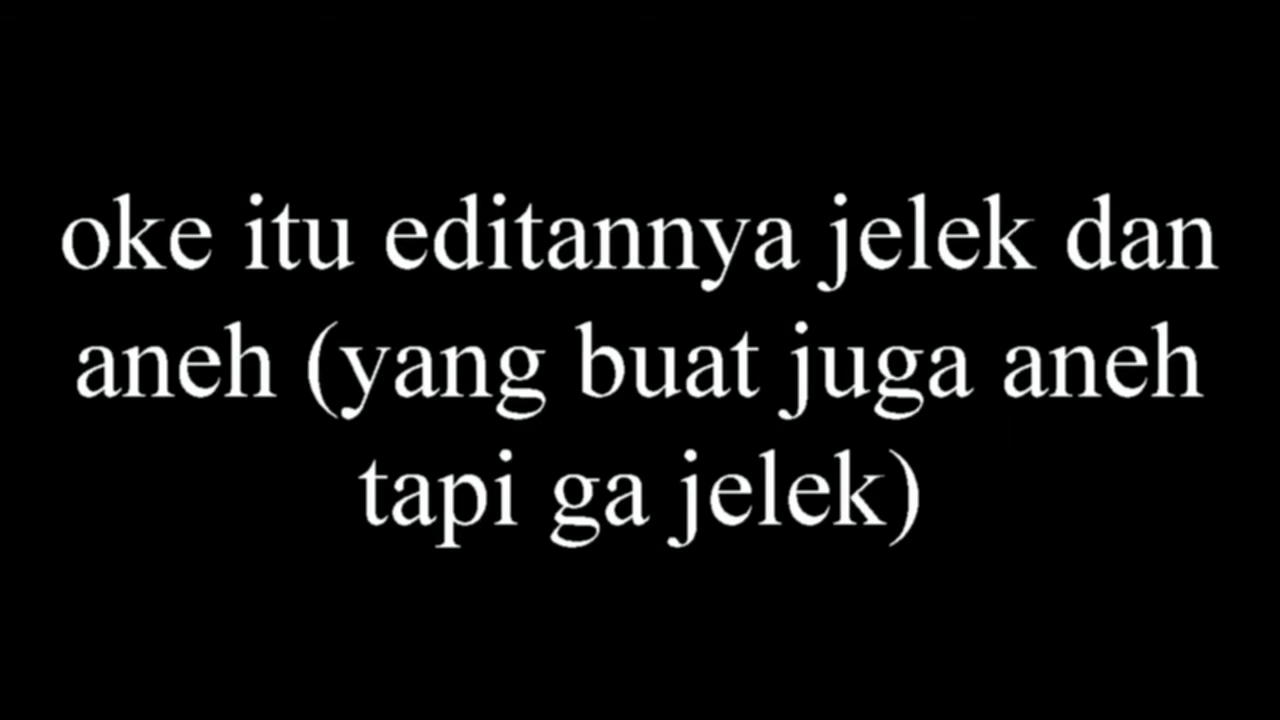 oke itu editannya jelek dan
aneh (yang buat juga aneh
tapi ga jelek)